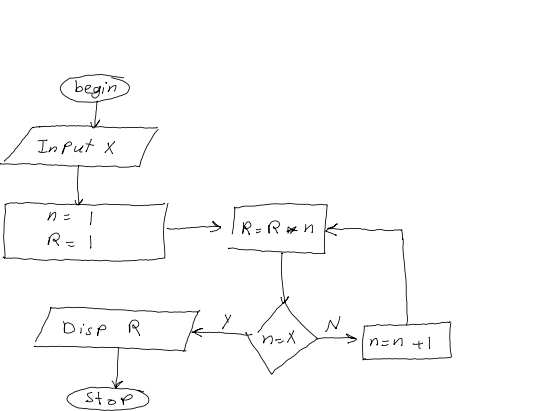 begin
Input X
n = 1
R = 1
R = R * n
n = X
Y
N
n = n + 1
Disp R
Stop